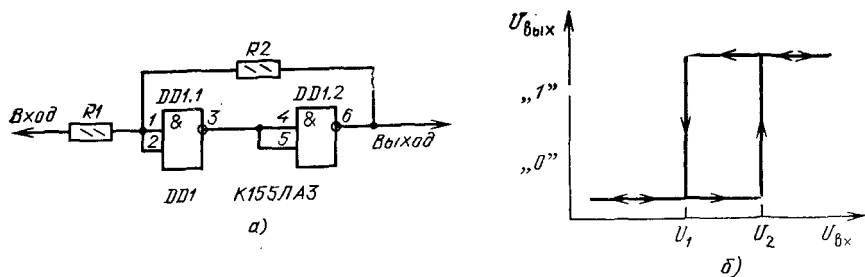 R2
DD1.1
DD1.2
Вход
R1
1
2
&
3
4
5
&
6
Выход
DD1
К155ЛА3
а)
Uвых
„1”
„0”
U1
U2
Uвх
б)